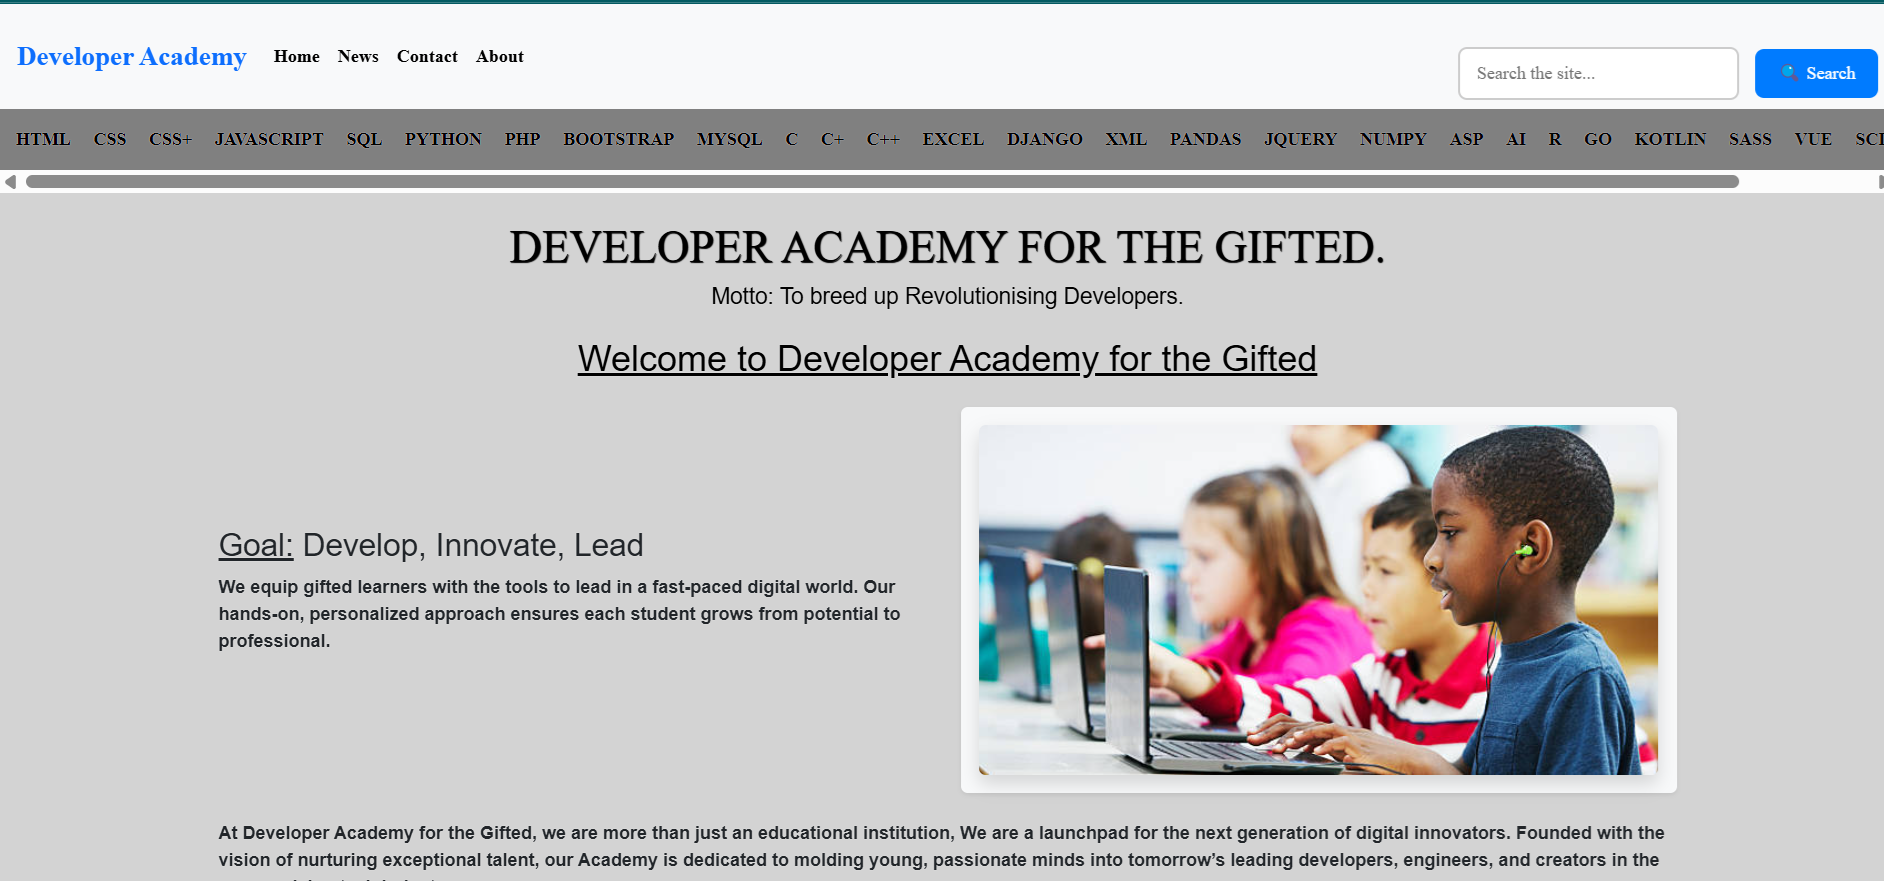 Developer Academy Home News Contact About
Search the site...
🔍 Search
HTML CSS CSS+ JAVASCRIPT SQL PYTHON PHP BOOTSTRAP MYSQL C C+ C++ EXCEL DJANGO XML PANDAS JQUERY NUMPY ASP AI R GO KOTLIN SASS VUE
DEVELOPER ACADEMY FOR THE GIFTED.
Motto: To breed up Revolutionising Developers.
Welcome to Developer Academy for the Gifted
Goal: Develop, Innovate, Lead
We equip gifted learners with the tools to lead in a fast-paced digital world. Our
hands-on, personalized approach ensures each student grows from potential to
professional.
At Developer Academy for the Gifted, we are more than just an educational institution, We are a launchpad for the next generation of digital innovators. Founded with the
vision of nurturing exceptional talent, our Academy is dedicated to molding young, passionate minds into tomorrow’s leading developers, engineers, and creators in the